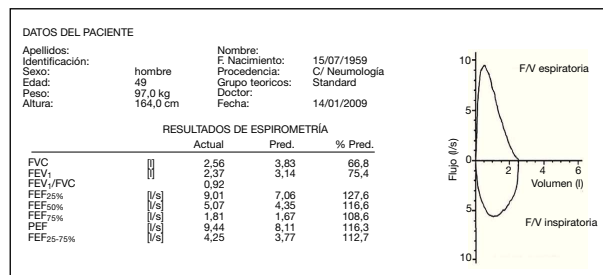 DATOS DEL PACIENTE
Apellidos: Nombre:
Identificación: F. Nacimiento: 15/07/1959
Sexo: hombre Procedencia: C/ Neumología
Edad: 49 Grupo teoricos: Standard
Peso: 97,0 kg Doctor:
Altura: 164,0 cm Fecha: 14/01/2009
RESULTADOS DE ESPIROMETRÍA
Actual Pred. % Pred.
FVC [l] 2,56 3,83 66,8
FEV1 [l] 2,37 3,14 75,4
FEV1/FVC 0,92
FEF25% [l/s] 9,01 7,06 127,6
FEF50% [l/s] 5,07 4,35 116,6
FEF75% [l/s] 1,81 1,67 108,6
PEF [l/s] 9,44 8,11 116,3
FEF25-75% [l/s] 4,25 3,77 112,7
10
F/V espiratoria
5
Flujo (l/s)
0
2 4 6
Volumen (l)
5
F/V inspiratoria
10